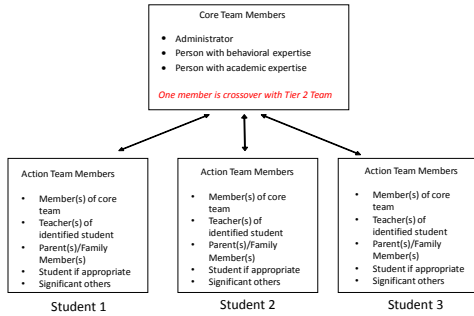 Core Team Members
• Administrator
• Person with behavioral expertise
• Person with academic expertise
One member is crossover with Tier 2 Team
Action Team Members
• Member(s) of core
team
• Teacher(s) of
identified student
• Parent(s)/Family
Member(s)
• Student if appropriate
• Significant others
Student 1
Action Team Members
• Member(s) of core
team
• Teacher(s) of
identified student
• Parent(s)/Family
Member(s)
• Student if appropriate
• Significant others
Student 2
Action Team Members
• Member(s) of core
team
• Teacher(s) of
identified student
• Parent(s)/Family
Member(s)
• Student if appropriate
• Significant others
Student 3